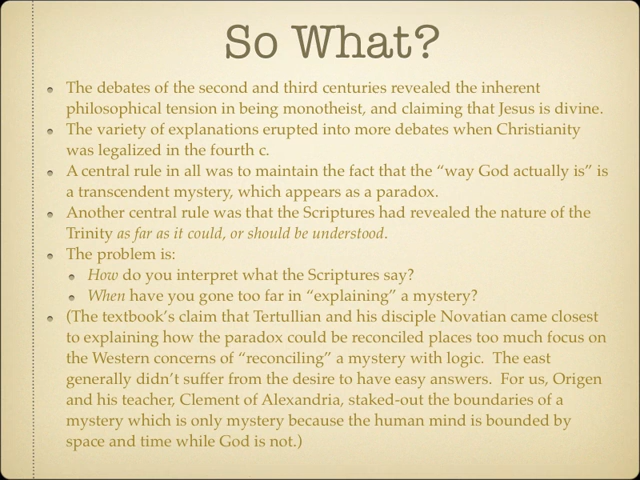 So What?
The debates of the second and third centuries revealed the inherent
philosophical tension in being monotheist, and claiming that Jesus is divine.
The variety of explanations erupted into more debates when Christianity
was legalized in the fourth c.
A central rule in all was to maintain the fact that the “way God actually is” is
a transcendent mystery, which appears as a paradox.
Another central rule was that the Scriptures had revealed the nature of the
Trinity as far as it could, or should be understood.
The problem is:
How do you interpret what the Scriptures say?
When have you gone too far in “explaining” a mystery?
(The textbook’s claim that Tertullian and his disciple Novatian came closest
to explaining how the paradox could be reconciled places too much focus on
the Western concerns of “reconciling” a mystery with logic.  The east
generally didn’t suffer from the desire to have easy answers.  For us, Origen
and his teacher, Clement of Alexandria, staked-out the boundaries of a
mystery which is only mystery because the human mind is bounded by
space and time while God is not.)